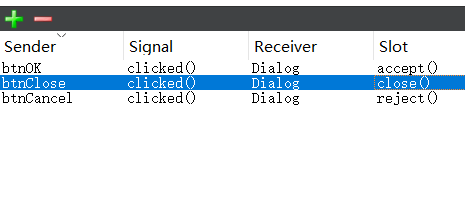 Sender Signal Receiver Slot
btnOK clicked() Dialog accept()
btnClose clicked() Dialog close()
btnCancel clicked() Dialog reject()